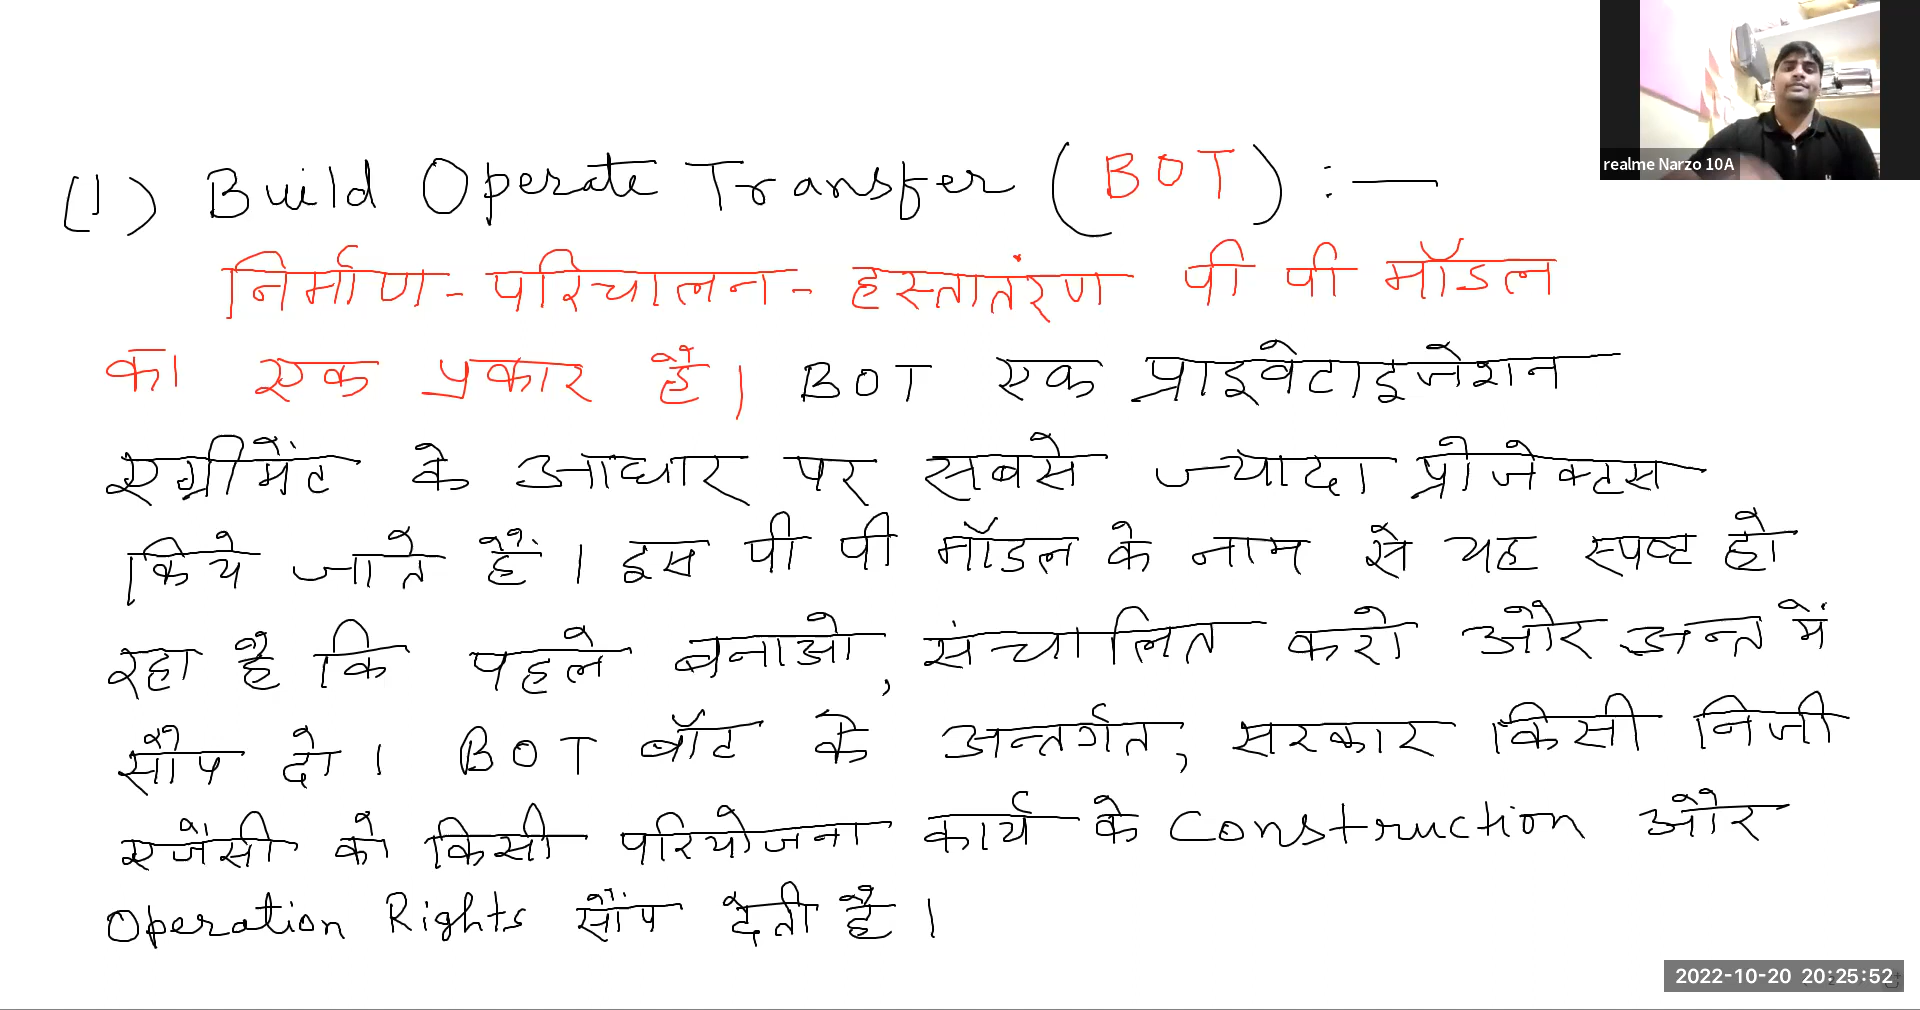 realme Narzo 10A
(1) Build Operate Transfer (BOT) :—
निर्माण - परिचालन - हस्तातंरण पी पी मॉडल
का एक प्रकार है। BOT एक प्राइवेटाइजेशन
एग्रीमेंट के आधार पर सबसे ज्यादा प्रोजेक्टस
किये जाते हैं। इस पी पी मॉडल के नाम से यह स्पष्ट हो
रहा है कि पहले बनाओ, संचालित करो और अन्त में
सौप दो। BOT बॉट के अन्तर्गत, सरकार किसी निजी
एजेंसी को किसी परियोजना कार्य के Construction और
Operation Rights सौंप देती है।
2022-10-20 20:25:52